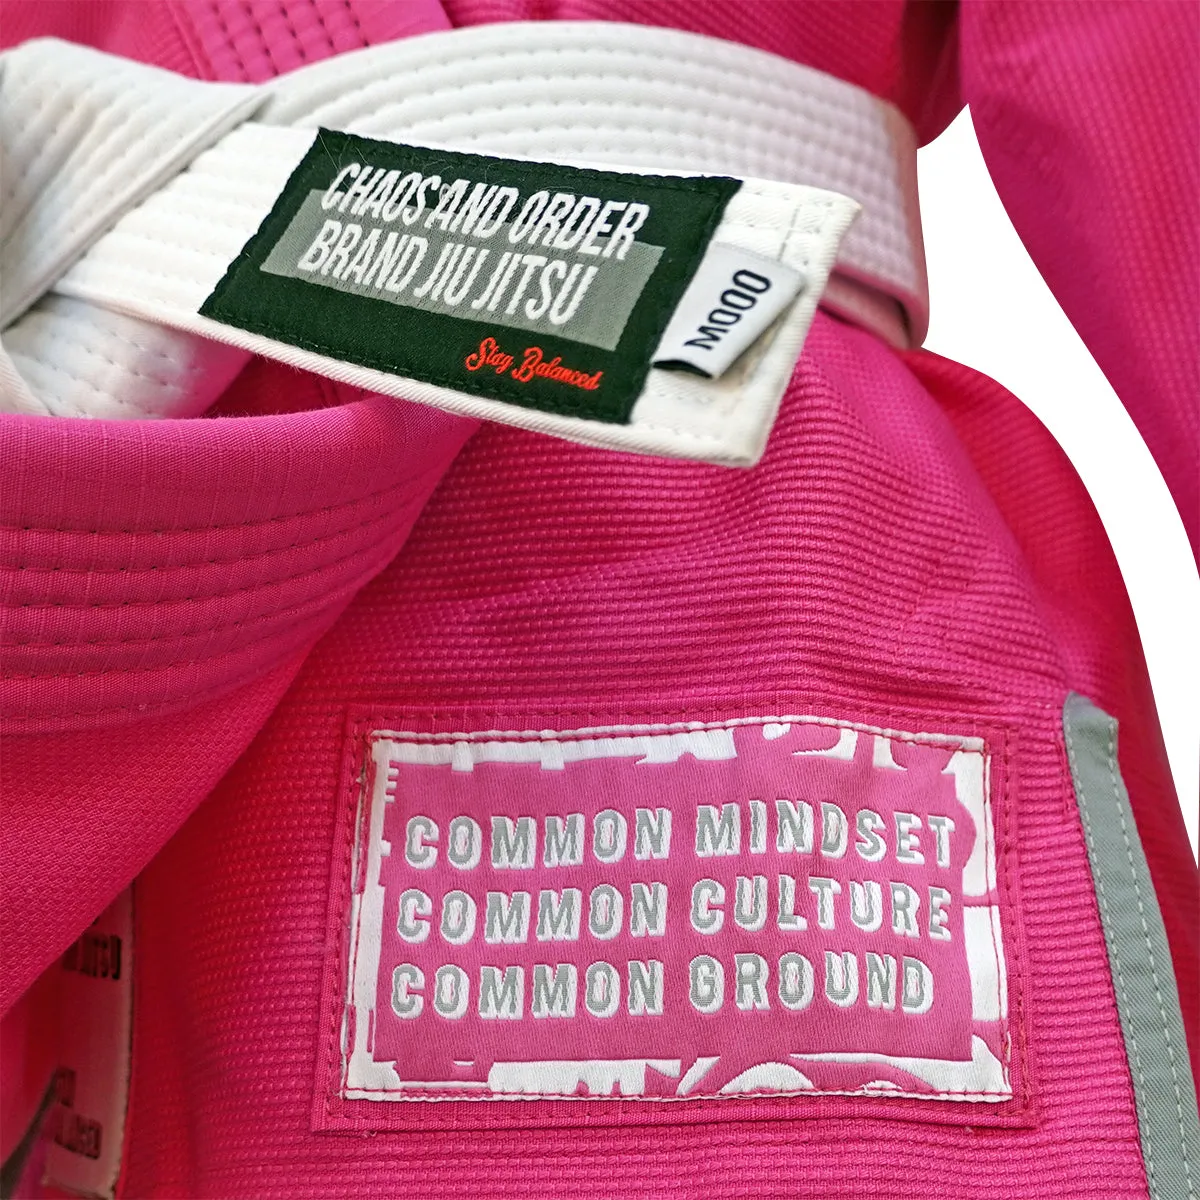 CHAOS AND ORDER
BRAND JIU JITSU
Stay Balanced
M000
COMMON MINDSET
COMMON CULTURE
COMMON GROUND